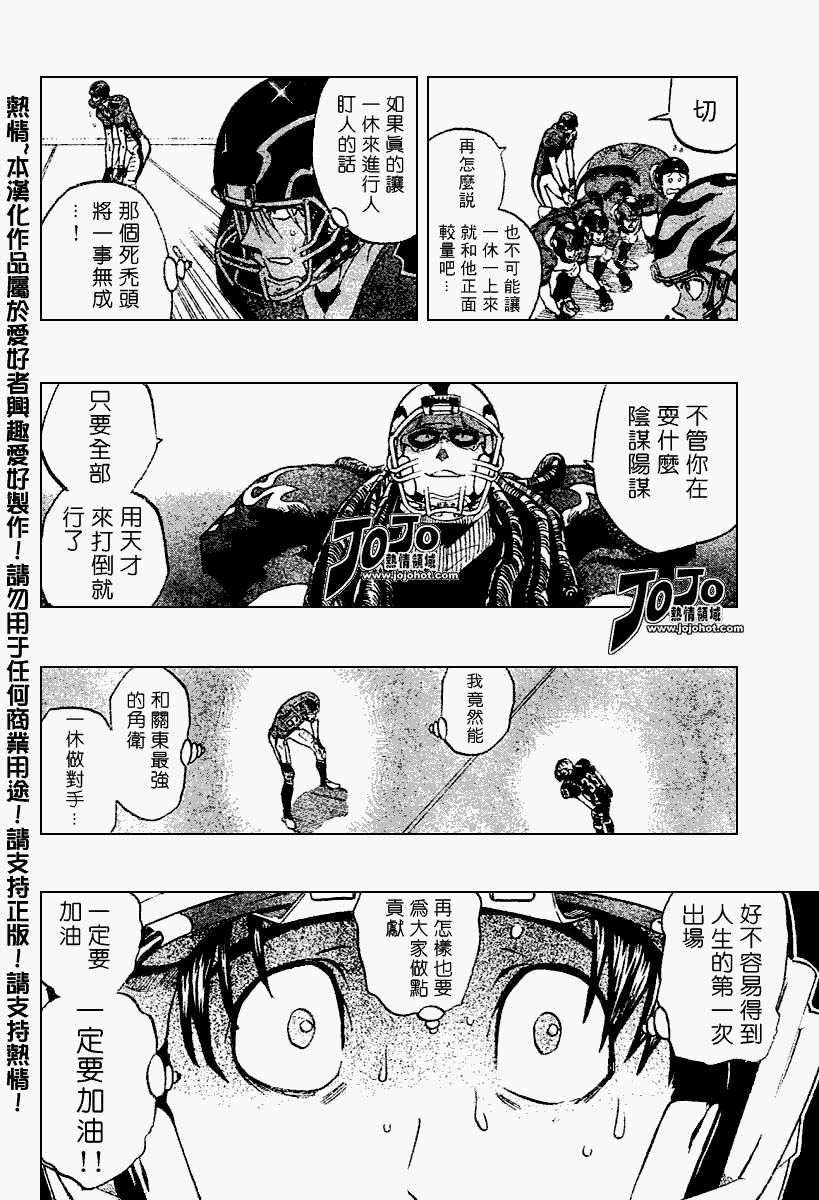 切
再怎麼說
也不可能讓
一休一上來
就和他正面
較量吧…
如果眞的讓
一休來進行人
盯人的話
那個死禿頭
將一事無成
…！
不管你在
耍什麼
陰謀陽謀
只要全部
用天才
來打倒就
行了
JOJO
熱情領域
www.jojohot.com
JOJO
熱情領域
www.jojohot.com
我竟然能
和關東最強
的角衛
一休做對手…
好不容易得到
人生的第一次
出場
再怎樣也要
爲大家做點
貢獻
一定要
加油
一定要加油!!
熱情~本漢化作品屬於愛好者興趣愛好製作！請勿用于任何商業用途！請支持正版！請支持熱情！